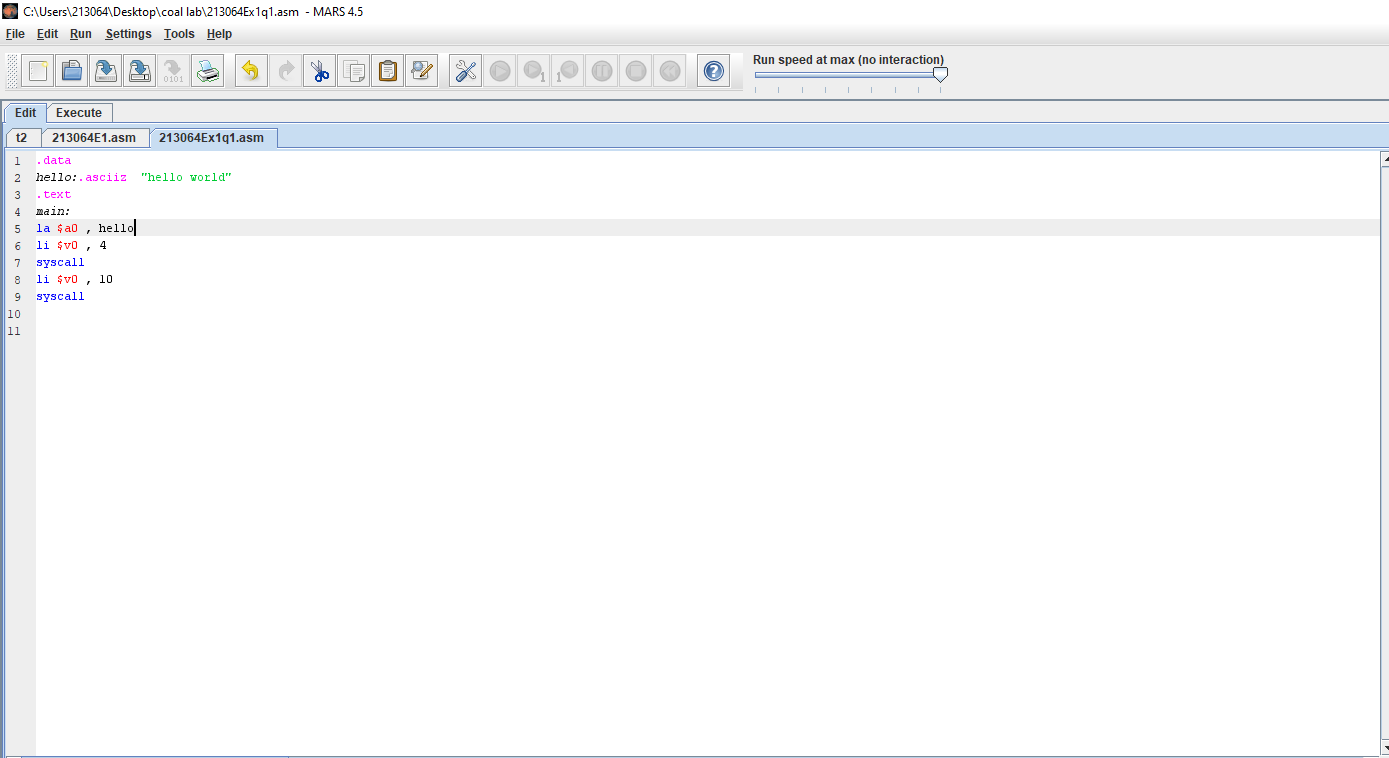 C:\Users\213064\Desktop\coal lab\213064Ex1q1.asm - MARS 4.5
File Edit Run Settings Tools Help
Run speed at max (no interaction)
0101 1 1 ?
Edit Execute
t2 213064E1.asm 213064Ex1q1.asm
1 .data
2 hello:.asciiz "hello world"
3 .text
4 main:
5 la $a0 , hello
6 li $v0 , 4
7 syscall
8 li $v0 , 10
9 syscall
10
11